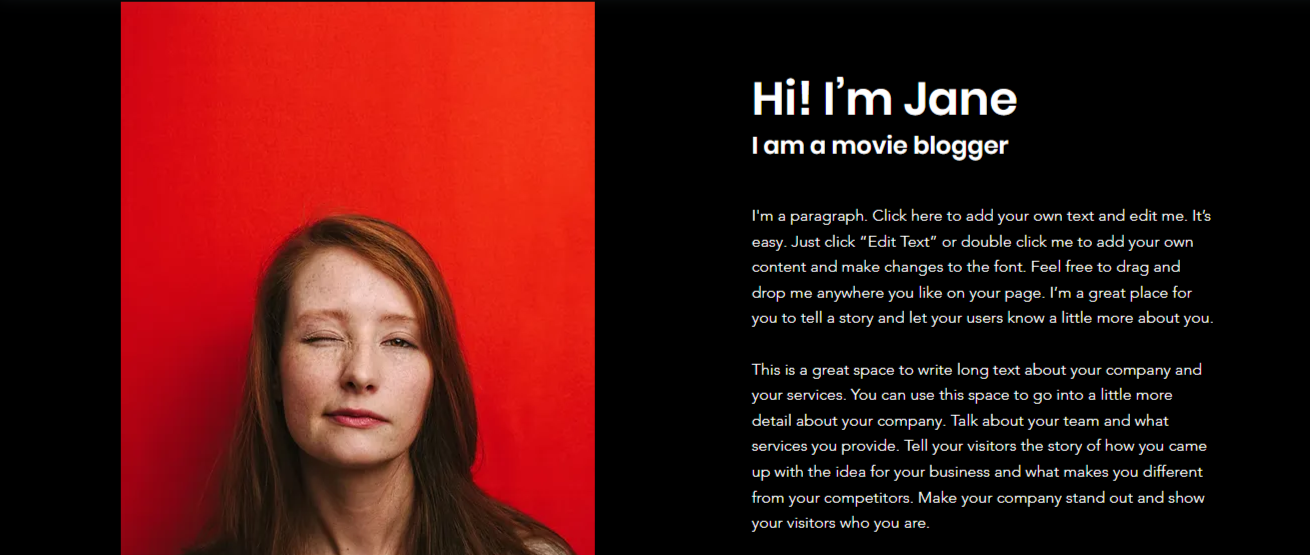 Hi! I’m Jane
I am a movie blogger
I'm a paragraph. Click here to add your own text and edit me. It’s
easy. Just click “Edit Text” or double click me to add your own
content and make changes to the font. Feel free to drag and
drop me anywhere you like on your page. I’m a great place for
you to tell a story and let your users know a little more about you.
This is a great space to write long text about your company and
your services. You can use this space to go into a little more
detail about your company. Talk about your team and what
services you provide. Tell your visitors the story of how you came
up with the idea for your business and what makes you different
from your competitors. Make your company stand out and show
your visitors who you are.